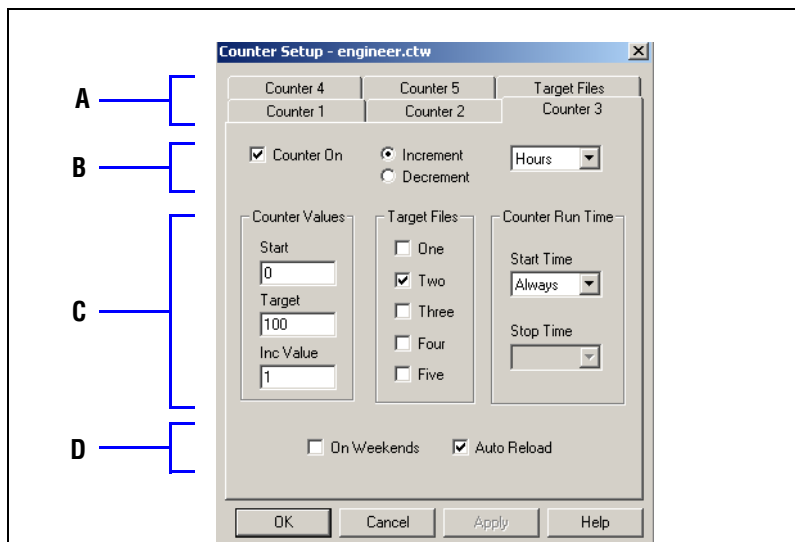 Counter Setup - engineer.ctw
A
Counter 4 Counter 5 Target Files
Counter 1 Counter 2 Counter 3
B
Counter On Increment Hours
Decrement
C
Counter Values Target Files Counter Run Time
Start
0
Target
100
Inc Value
1
One
Two
Three
Four
Five
Start Time
Always
Stop Time
D
On Weekends Auto Reload
OK Cancel Apply Help